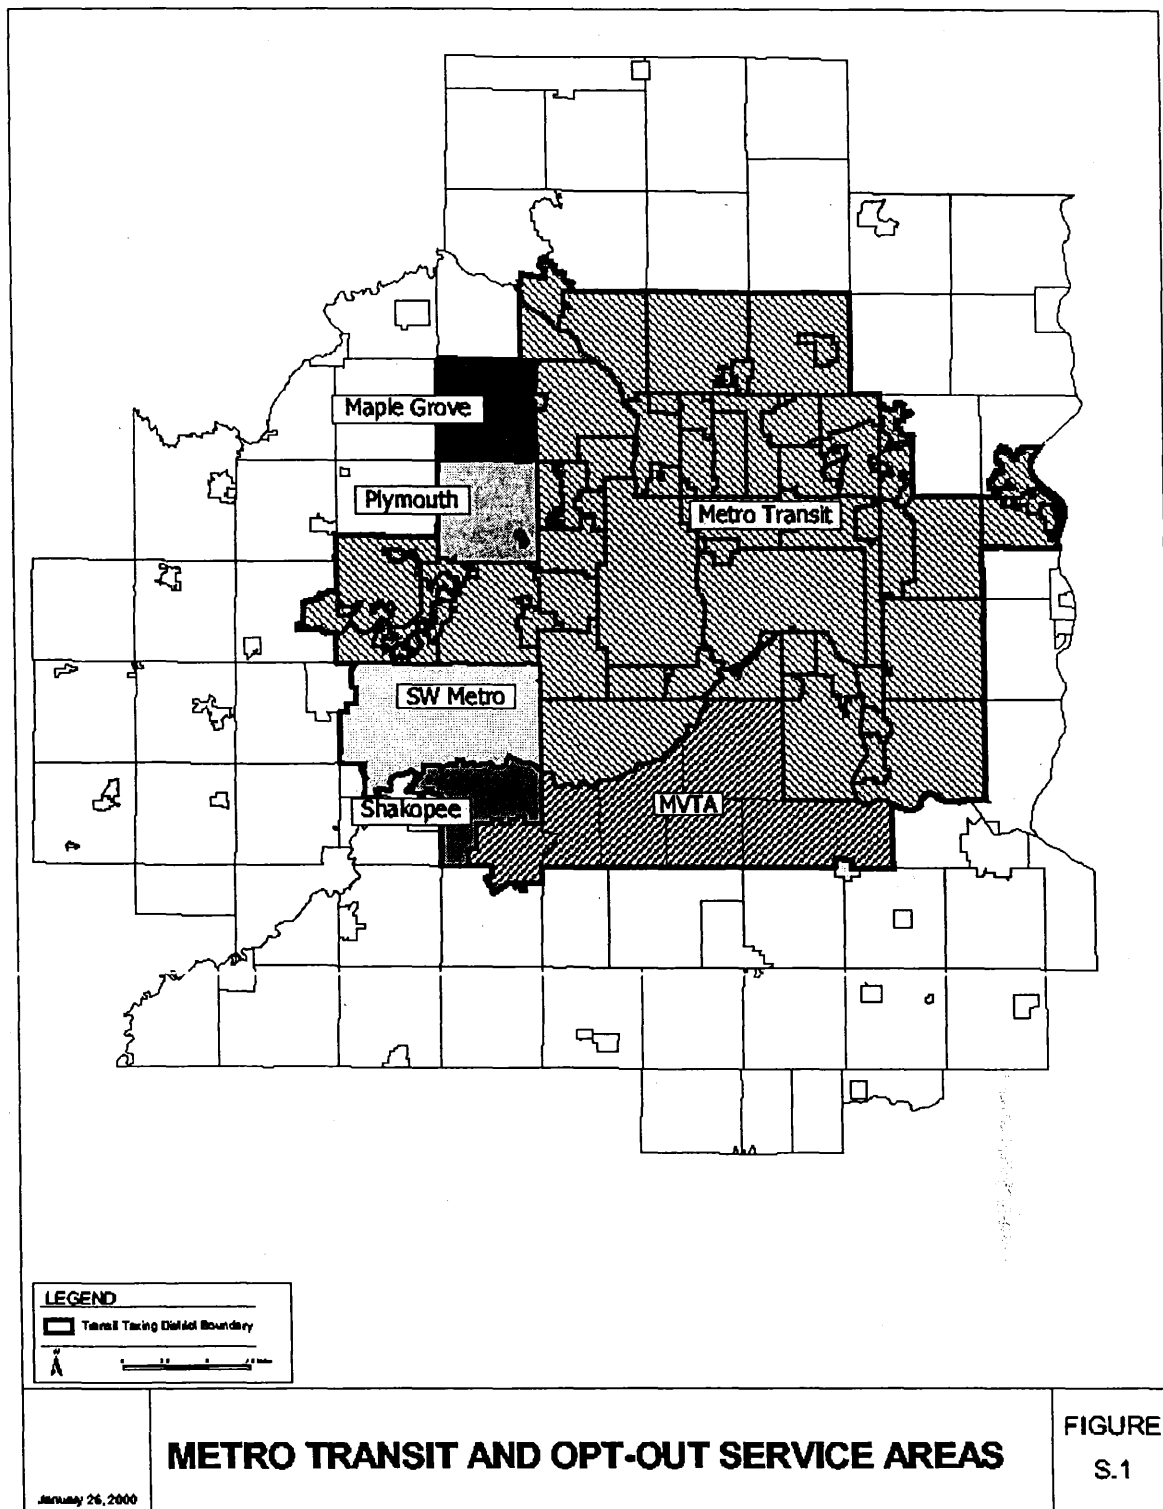 Maple Grove
Plymouth
Metro Transit
SW Metro
Shakopee
MVTA
LEGEND
Transit Taxing District Boundary
N
METRO TRANSIT AND OPT-OUT SERVICE AREAS
FIGURE
S.1
January 26, 2000